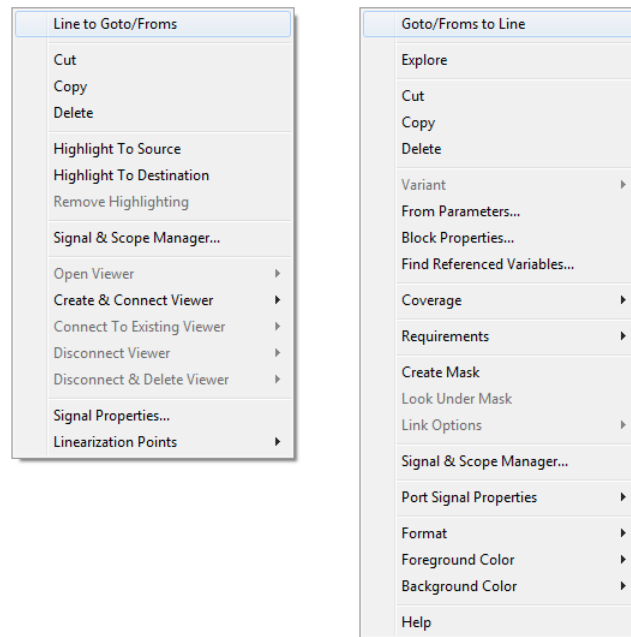 Line to Goto/Froms
Cut
Copy
Delete
Highlight To Source
Highlight To Destination
Remove Highlighting
Signal & Scope Manager...
Open Viewer
Create & Connect Viewer
Connect To Existing Viewer
Disconnect Viewer
Disconnect & Delete Viewer
Signal Properties...
Linearization Points
Goto/Froms to Line
Explore
Cut
Copy
Delete
Variant
From Parameters...
Block Properties...
Find Referenced Variables...
Coverage
Requirements
Create Mask
Look Under Mask
Link Options
Signal & Scope Manager...
Port Signal Properties
Format
Foreground Color
Background Color
Help